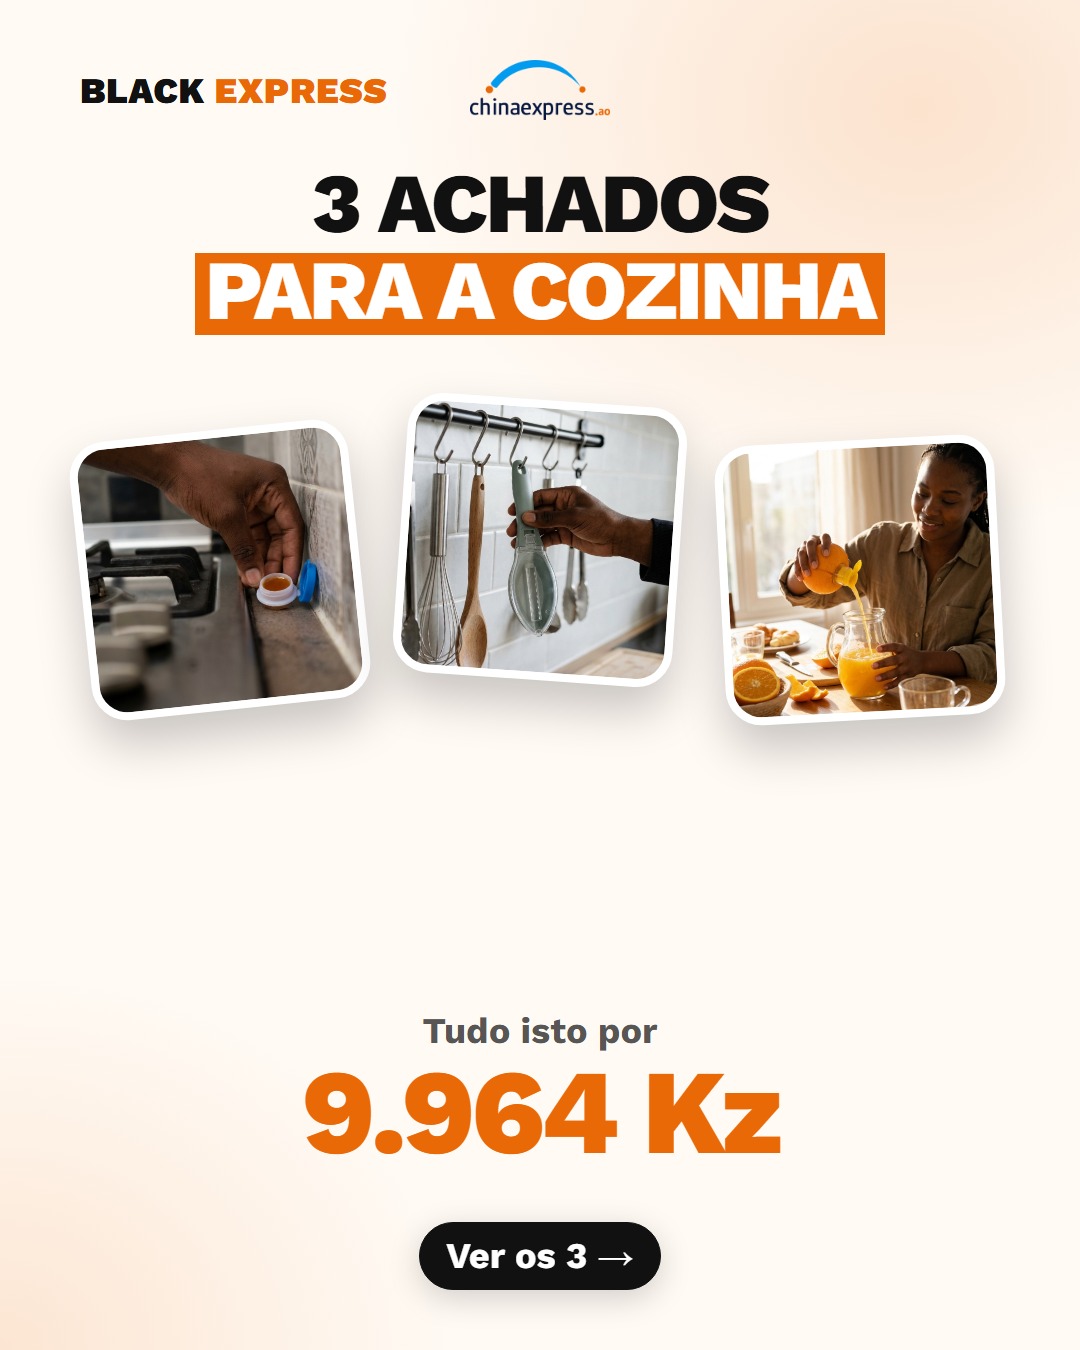 BLACK EXPRESS
chinaexpress.ao
3 ACHADOS
PARA A COZINHA
Tudo isto por
9.964 Kz
Ver os 3 →